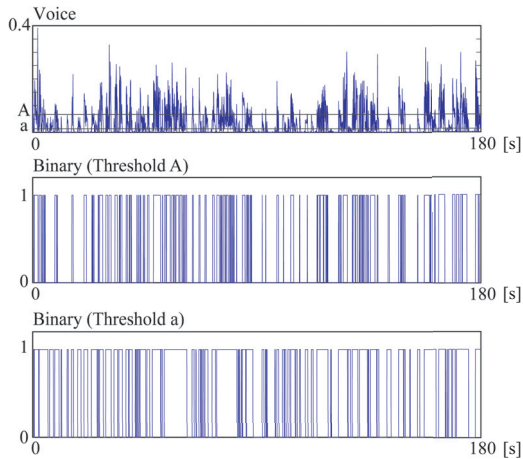 Voice
0.4
A
a
0
180 [s]
Binary (Threshold A)
1
0
0
180 [s]
Binary (Threshold a)
1
0
0
180 [s]